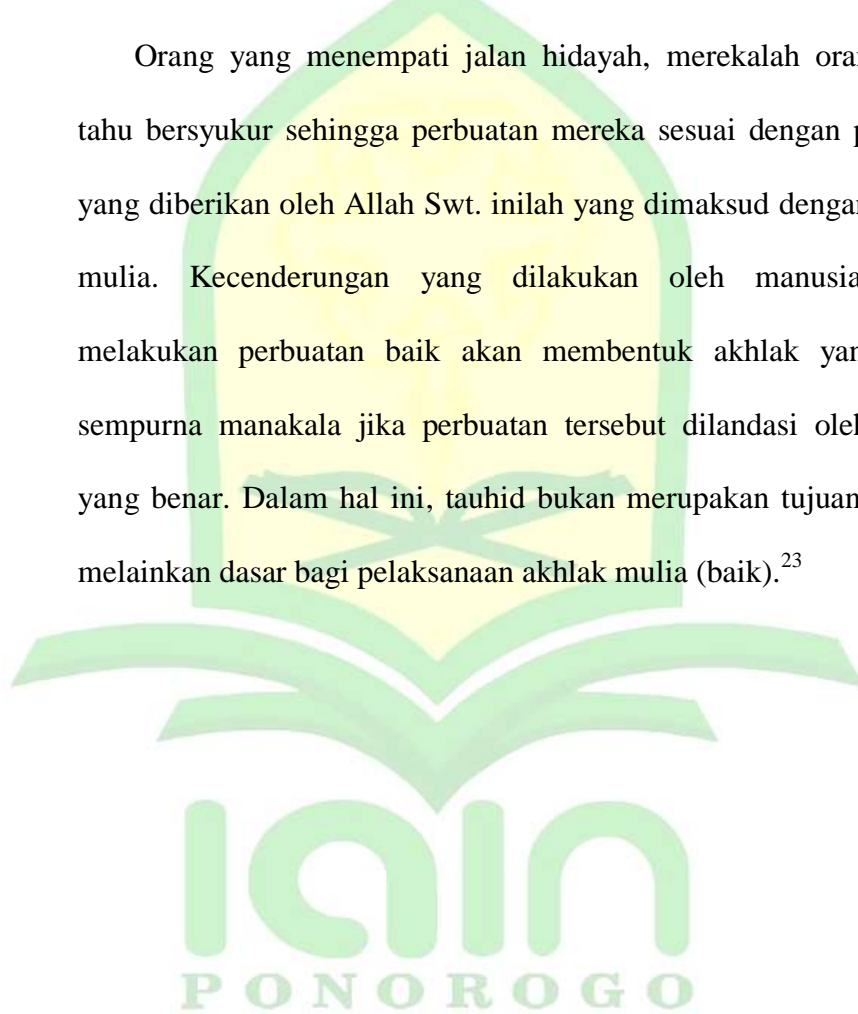 Orang yang menempati jalan hidayah, merekalah
tahu bersyukur sehingga perbuatan mereka sesuai dengan
yang diberikan oleh Allah Swt. inilah yang dimaksud dengan
mulia. Kecenderungan yang dilakukan oleh manusia
melakukan perbuatan baik akan membentuk akhlak
sempurna manakala jika perbuatan tersebut dilandasi oleh
yang benar. Dalam hal ini, tauhid bukan merupakan tujuan
melainkan dasar bagi pelaksanaan akhlak mulia (baik).23
iain
PONOROGO